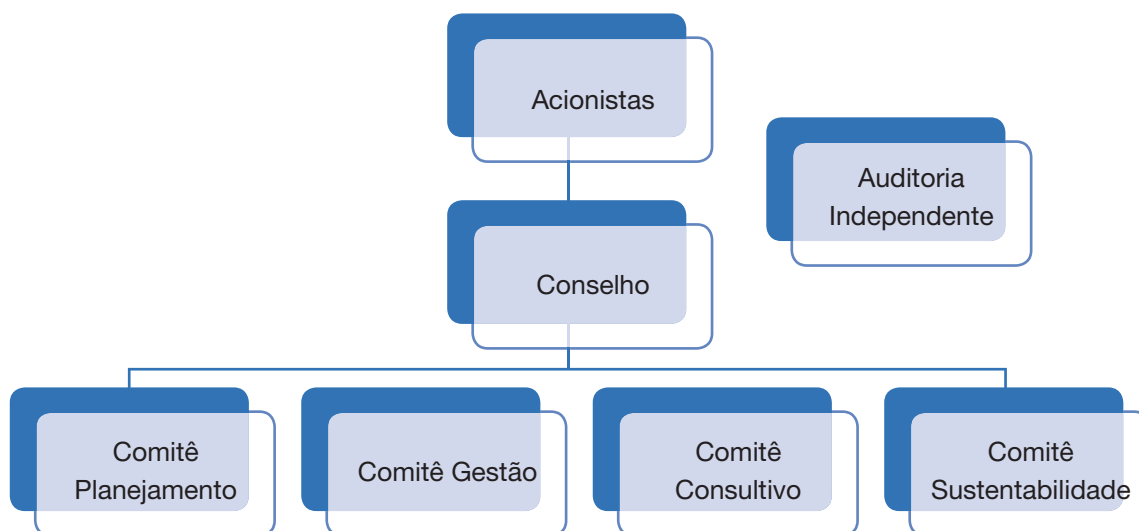 Acionistas
Auditoria
Independente
Conselho
Comitê
Planejamento
Comitê Gestão
Comitê
Consultivo
Comitê
Sustentabilidade